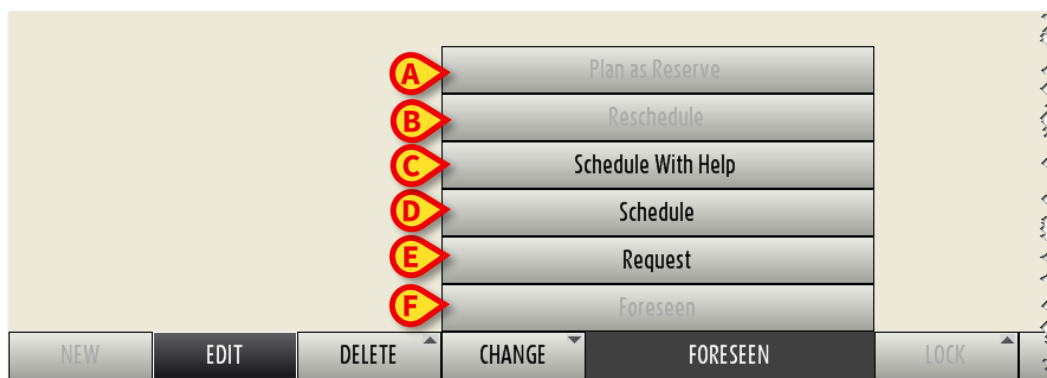 A Plan as Reserve
B Reschedule
C Schedule With Help
D Schedule
E Request
F Foreseen
NEW EDIT DELETE CHANGE FORESEEN LOCK